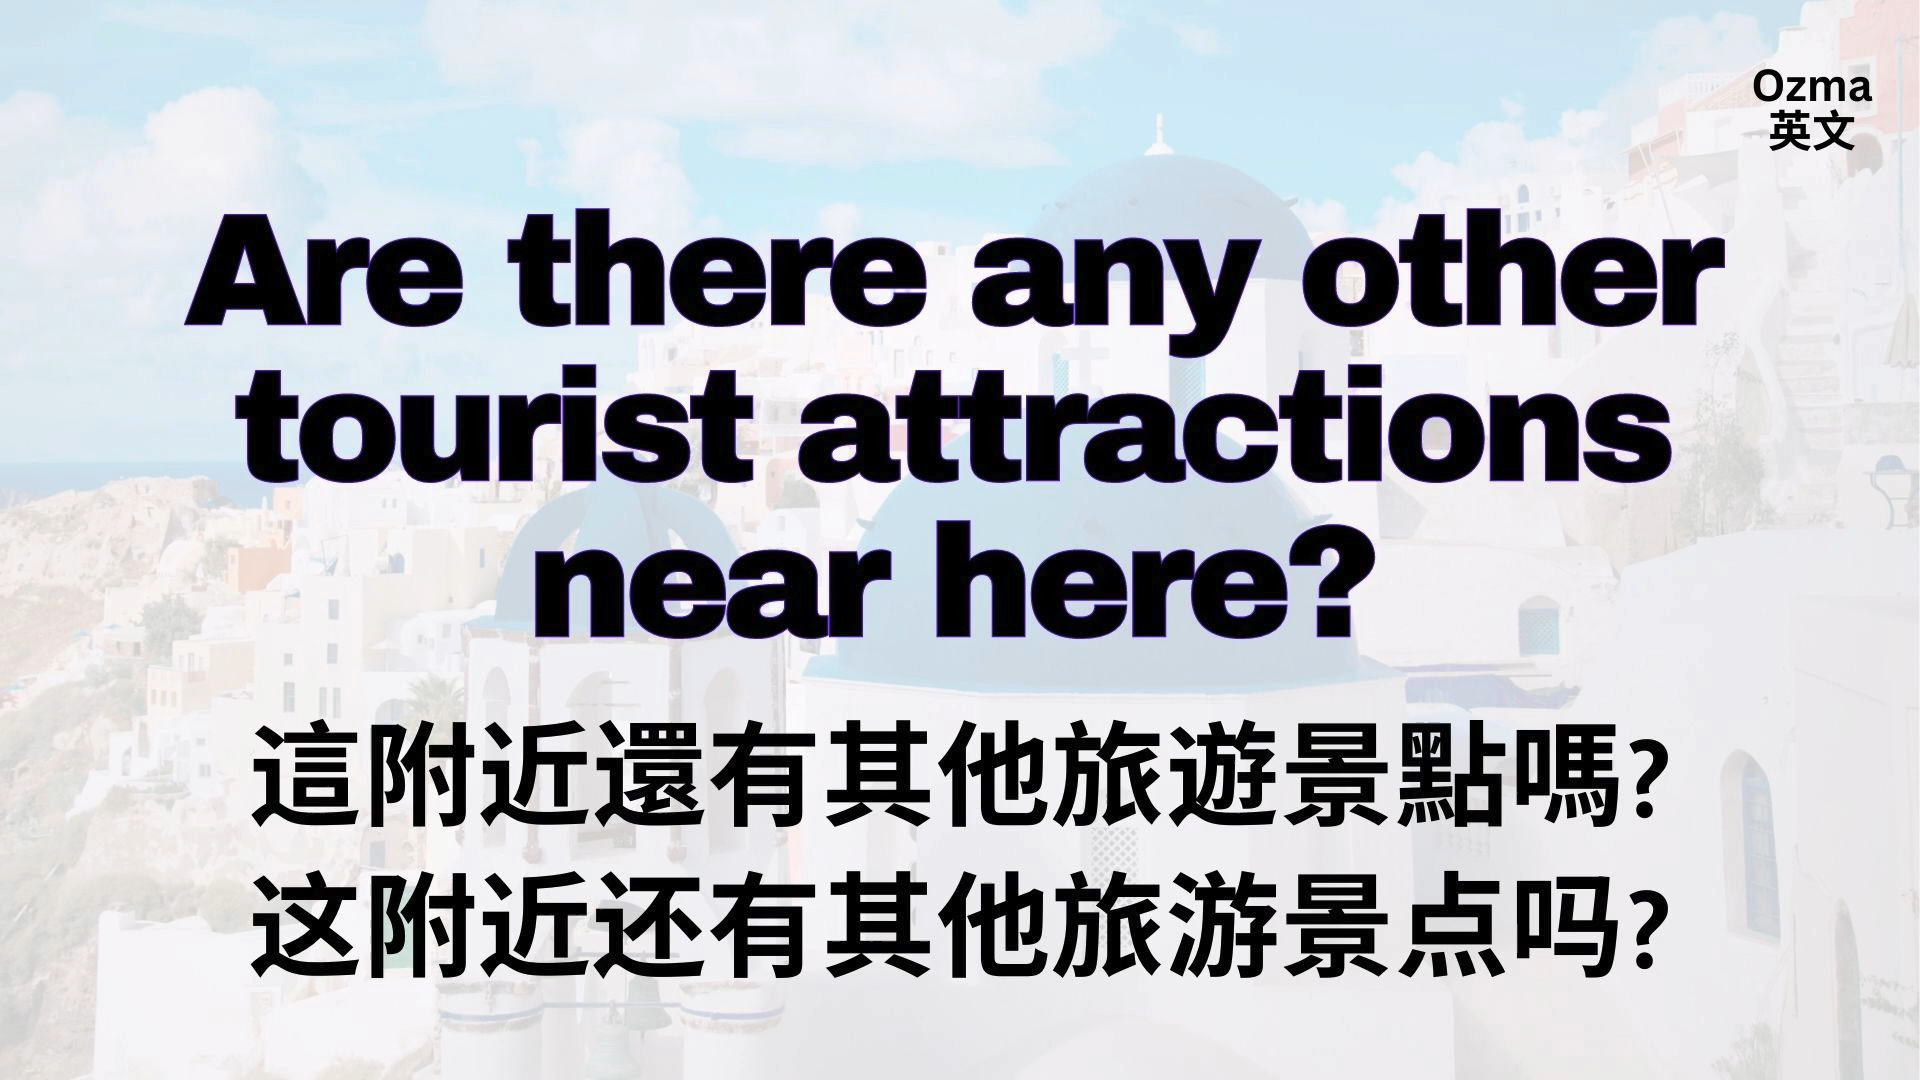 Ozma
英文
Are there any other
tourist attractions
near here?
這附近還有其他旅遊景點嗎?
这附近还有其他旅游景点吗?